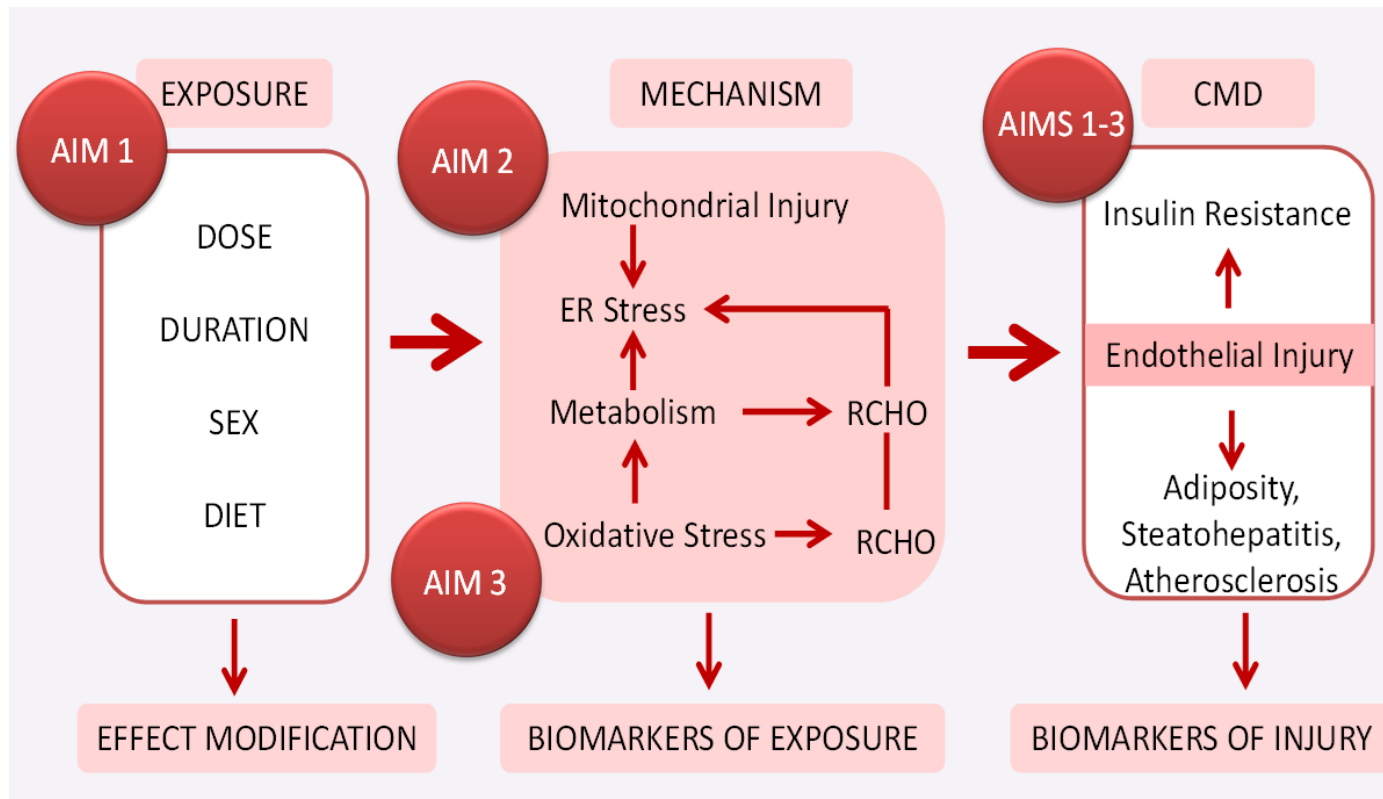 EXPOSURE
AIM 1
DOSE
DURATION
SEX
DIET
EFFECT MODIFICATION
MECHANISM
AIM 2
Mitochondrial Injury
ER Stress
Metabolism
RCHO
Oxidative Stress
RCHO
AIM 3
BIOMARKERS OF EXPOSURE
CMD
AIMS 1-3
Insulin Resistance
Endothelial Injury
Adiposity,
Steatohepatitis,
Atherosclerosis
BIOMARKERS OF INJURY